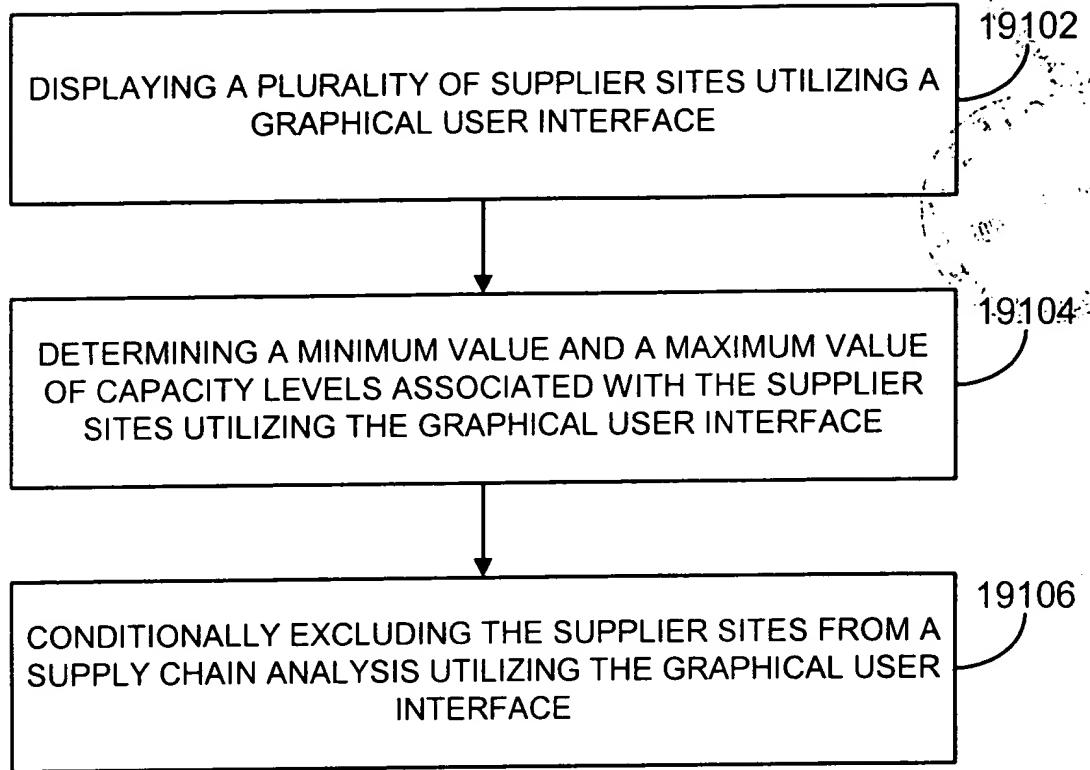 19102
DISPLAYING A PLURALITY OF SUPPLIER SITES UTILIZING A
GRAPHICAL USER INTERFACE
19104
DETERMINING A MINIMUM VALUE AND A MAXIMUM VALUE
OF CAPACITY LEVELS ASSOCIATED WITH THE SUPPLIER
SITES UTILIZING THE GRAPHICAL USER INTERFACE
19106
CONDITIONALLY EXCLUDING THE SUPPLIER SITES FROM A
SUPPLY CHAIN ANALYSIS UTILIZING THE GRAPHICAL USER
INTERFACE